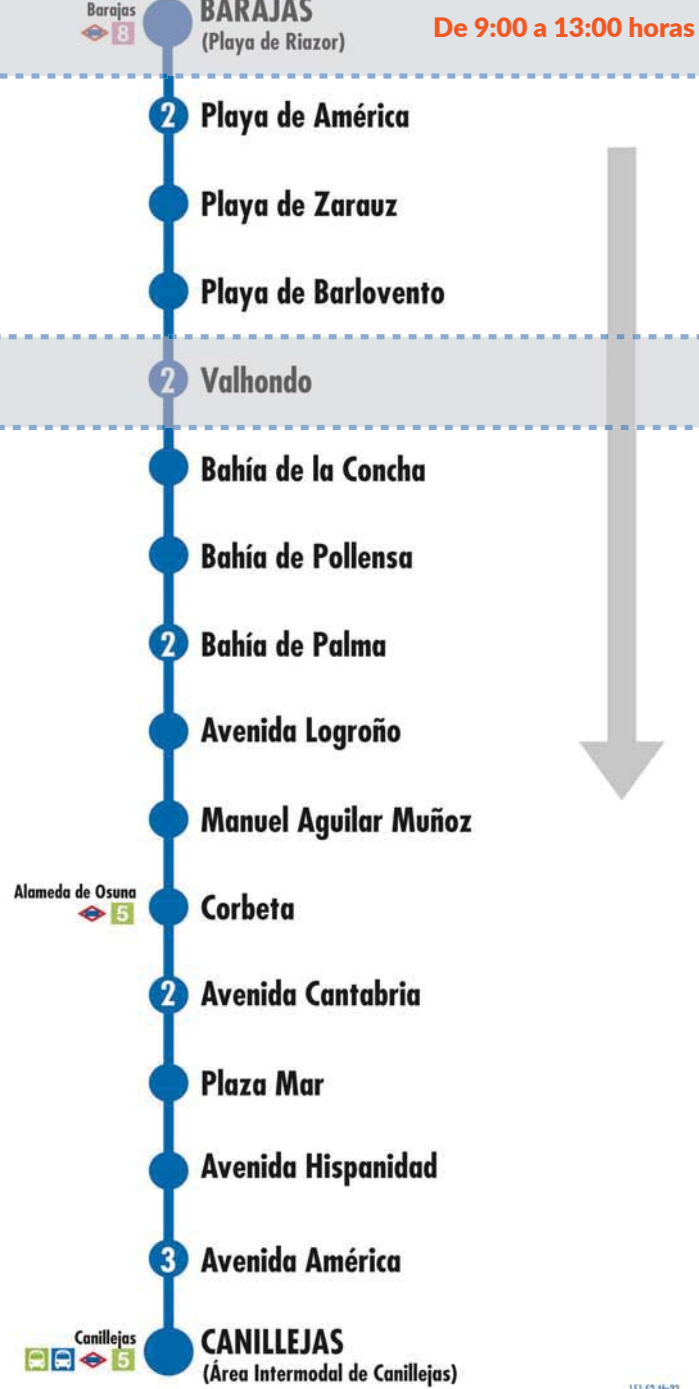 Barajas
8
BARAJAS
(Playa de Riazor)
De 9:00 a 13:00 horas
2 Playa de América
Playa de Zarauz
Playa de Barlovento
2 Valhondo
Bahía de la Concha
Bahía de Pollensa
2 Bahía de Palma
Avenida Logroño
Manuel Aguilar Muñoz
Alameda de Osuna
5
Corbeta
2 Avenida Cantabria
Plaza Mar
Avenida Hispanidad
3 Avenida América
Canillejas
5
CANILLEJAS
(Área Intermodal de Canillejas)